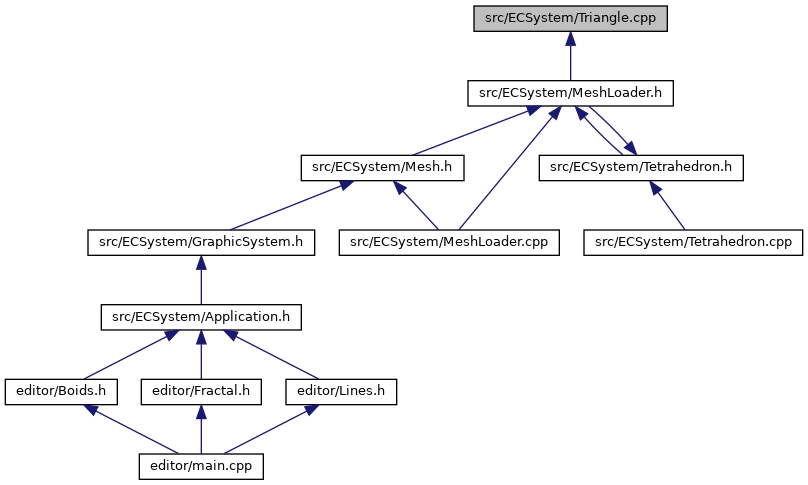 src/ECSystem/Triangle.cpp
src/ECSystem/MeshLoader.h
src/ECSystem/Mesh.h
src/ECSystem/Tetrahedron.h
src/ECSystem/GraphicSystem.h
src/ECSystem/MeshLoader.cpp
src/ECSystem/Tetrahedron.cpp
src/ECSystem/Application.h
editor/Boids.h
editor/Fractal.h
editor/Lines.h
editor/main.cpp